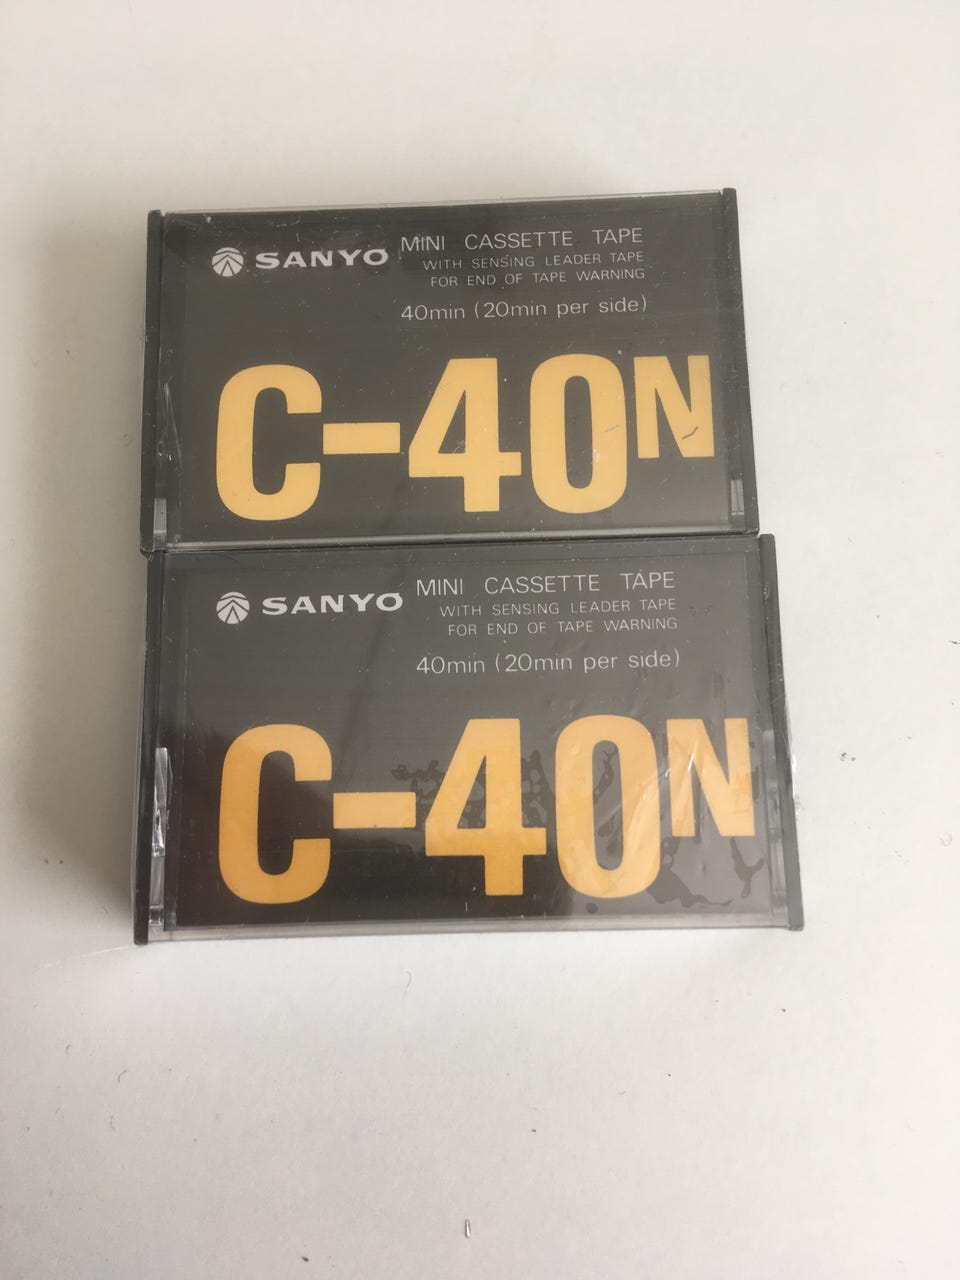 SANYO MINI CASSETTE TAPE
WITH SENSING LEADER TAPE
FOR END OF TAPE WARNING
40min (20min per side)
C-40N
SANYO MINI CASSETTE TAPE
WITH SENSING LEADER TAPE
FOR END OF TAPE WARNING
40min (20min per side)
C-40N